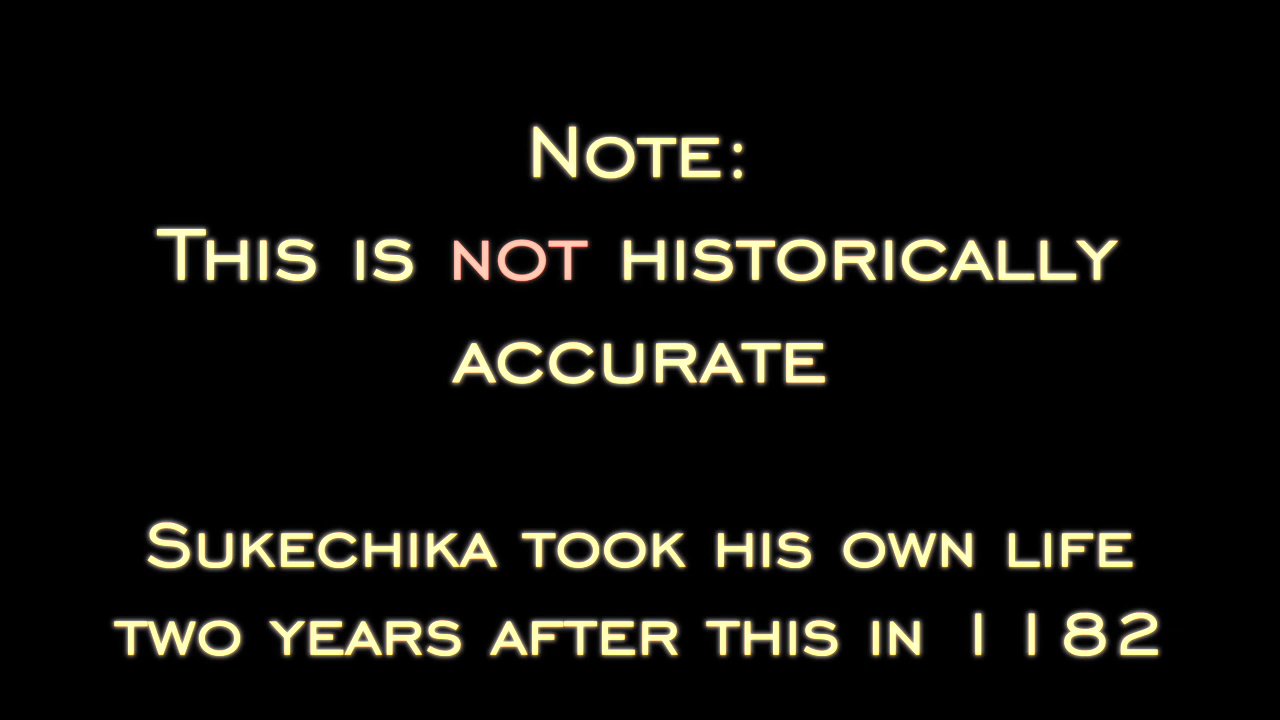 Note:
This is not historically
accurate
Sukechika took his own life
two years after this in 1182